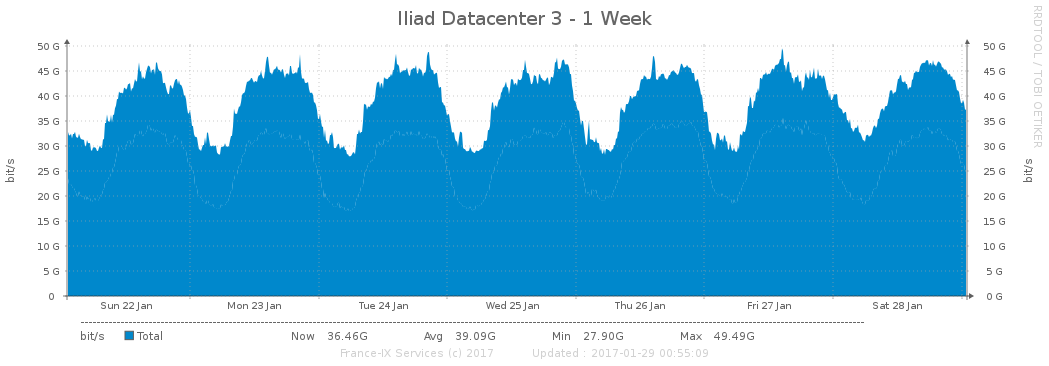 Iliad Datacenter 3 - 1 Week
RRDTOOL / TOBI OETIKER
50 G 50 G
45 G 45 G
40 G 40 G
35 G 35 G
30 G 30 G
25 G 25 G
20 G 20 G
15 G 15 G
10 G 10 G
5 G 5 G
0 0 G
bit/s bit/s
Sun 22 Jan Mon 23 Jan Tue 24 Jan Wed 25 Jan Thu 26 Jan Fri 27 Jan Sat 28 Jan
bit/s Total Now 36.46G Avg 39.09G Min 27.90G Max 49.49G
France-IX Services (c) 2017 Updated : 2017-01-29 00:55:09